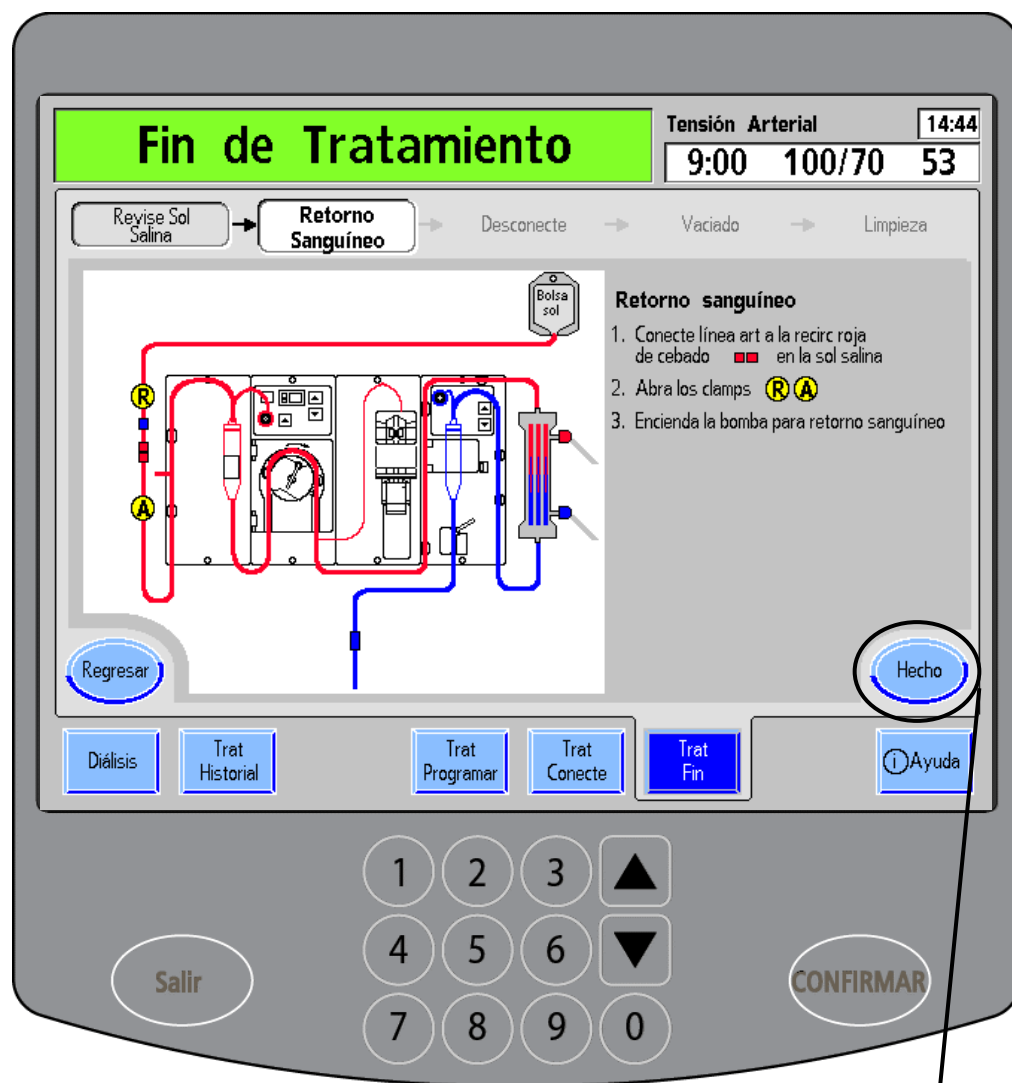 Fin de Tratamiento
Tensión Arterial
14:44
9:00 100/70 53
Revise Sol
Salina
Retorno
Sanguíneo
Desconecte
Vaciado
Limpieza
Bolsa
sol
R
A
Retorno sanguíneo
1. Conecte línea art a la recirc roja
de cebado en la sol salina
2. Abra los clamps R A
3. Encienda la bomba para retorno sanguíneo
Regresar
Hecho
Diálisis
Trat
Historial
Trat
Programar
Trat
Conecte
Trat
Fin
i Ayuda
1 2 3
4 5 6
7 8 9 0
Salir
CONFIRMAR